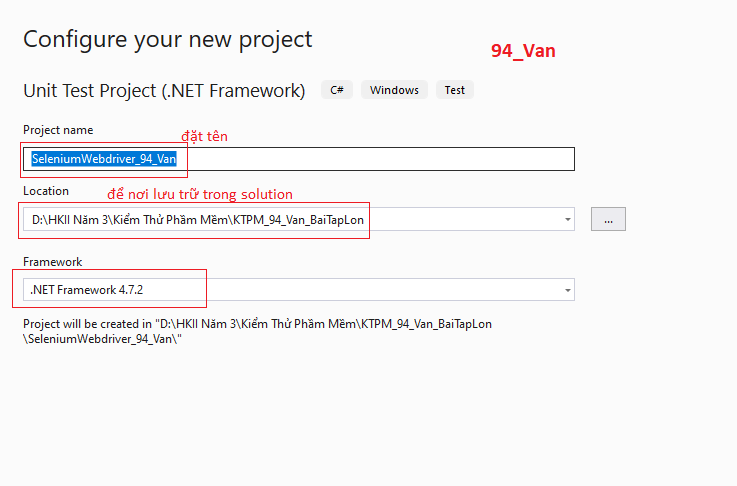 Configure your new project
94_Van
Unit Test Project (.NET Framework) C# Windows Test
Project name
đặt tên
SeleniumWebdriver_94_Van
Location
để nơi lưu trữ trong solution
D:\HKII Năm 3\Kiểm Thử Phầm Mềm\KTPM_94_Van_BaiTapLon
...
Framework
.NET Framework 4.7.2
Project will be created in "D:\HKII Năm 3\Kiểm Thử Phầm Mềm\KTPM_94_Van_BaiTapLon
\SeleniumWebdriver_94_Van\"